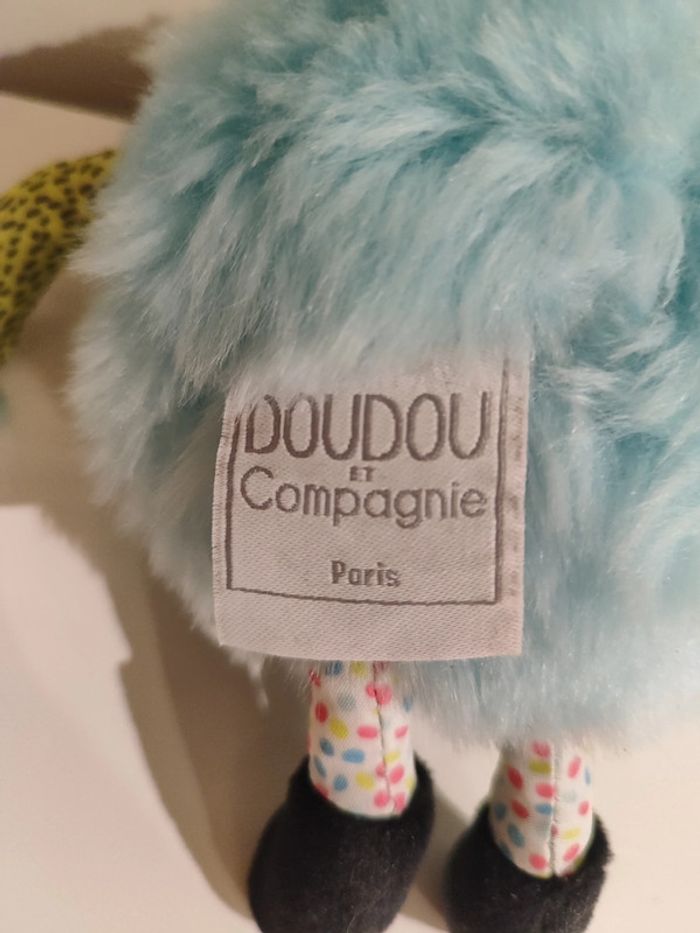 DOUDOU
ET
Compagnie
Paris